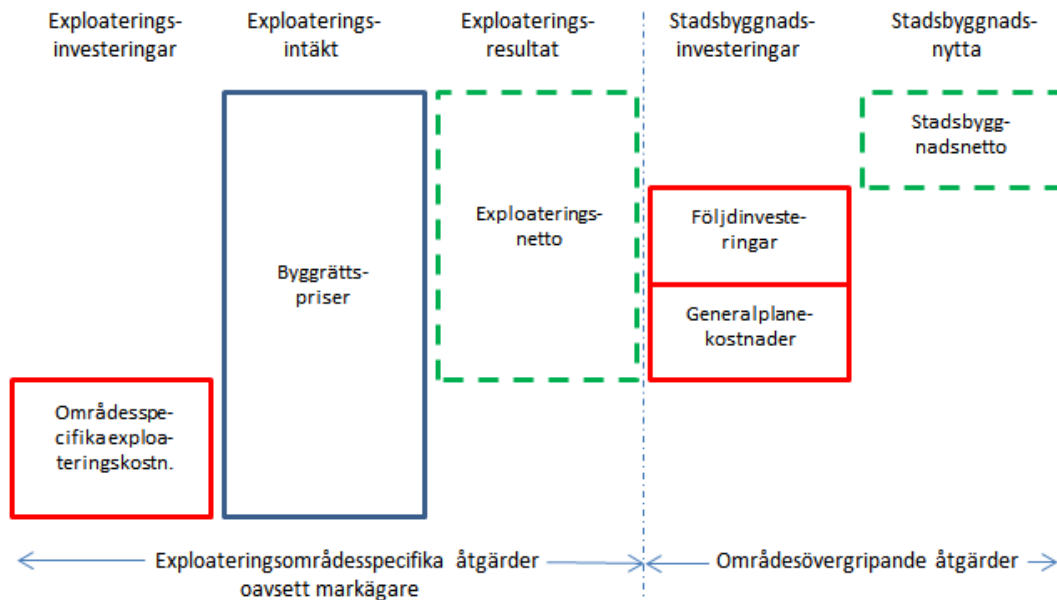 Exploaterings-
investeringar
Exploaterings-
intäkt
Exploaterings-
resultat
Stadsbyggnads-
investeringar
Stadsbyggnads-
nytta
Stadsbygg-
nadsnetto
Exploaterings-
netto
Följdinveste-
ringar
Byggrätts-
priser
Generalplane-
kostnader
Områdesspe-
cifika exploa-
teringskostn.
Exploateringsområdesspecifika åtgärder
oavsett markägare
Områdesövergripande åtgärder